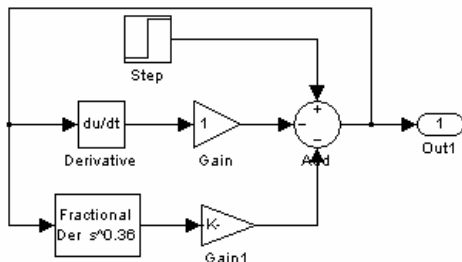 Step
+
-
-
du/dt
Derivative
1
Gain
Add
1
Out1
Fractional
Der s^0.36
K-
Gain1